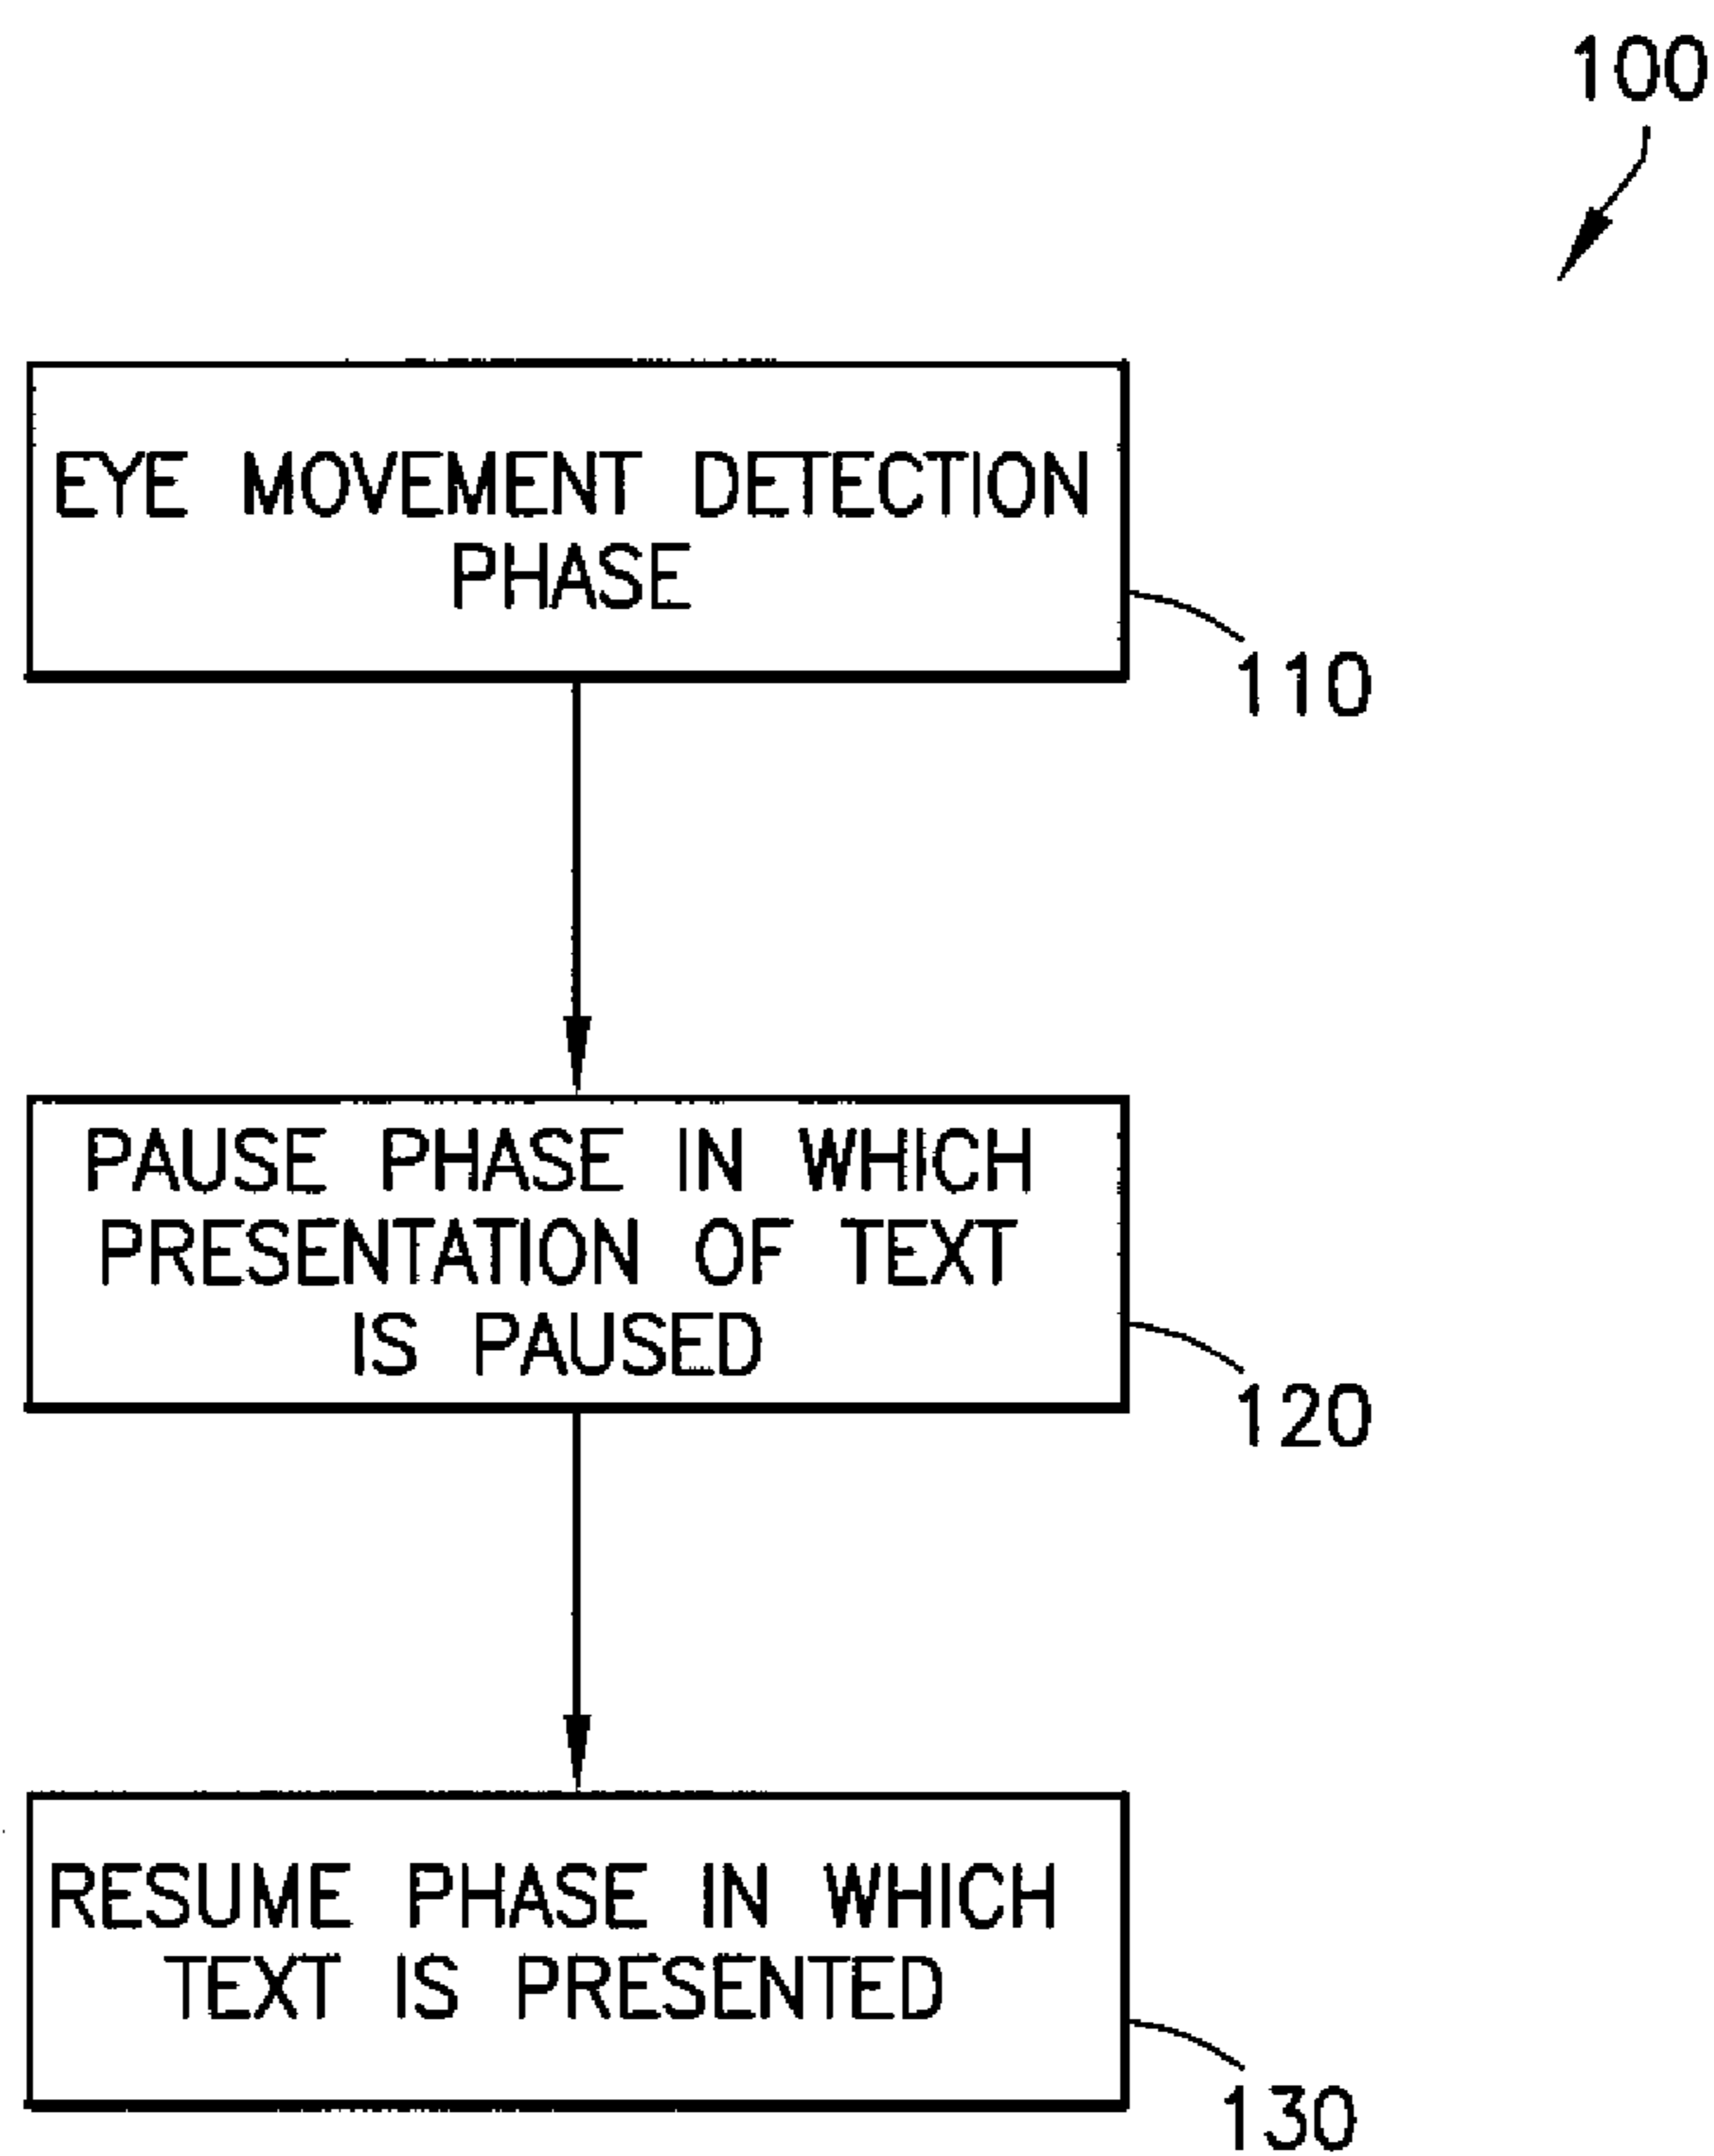 100
EYE MOVEMENT DETECTION
PHASE
110
PAUSE PHASE IN WHICH
PRESENTATION OF TEXT
IS PAUSED
120
RESUME PHASE IN WHICH
TEXT IS PRESENTED
130